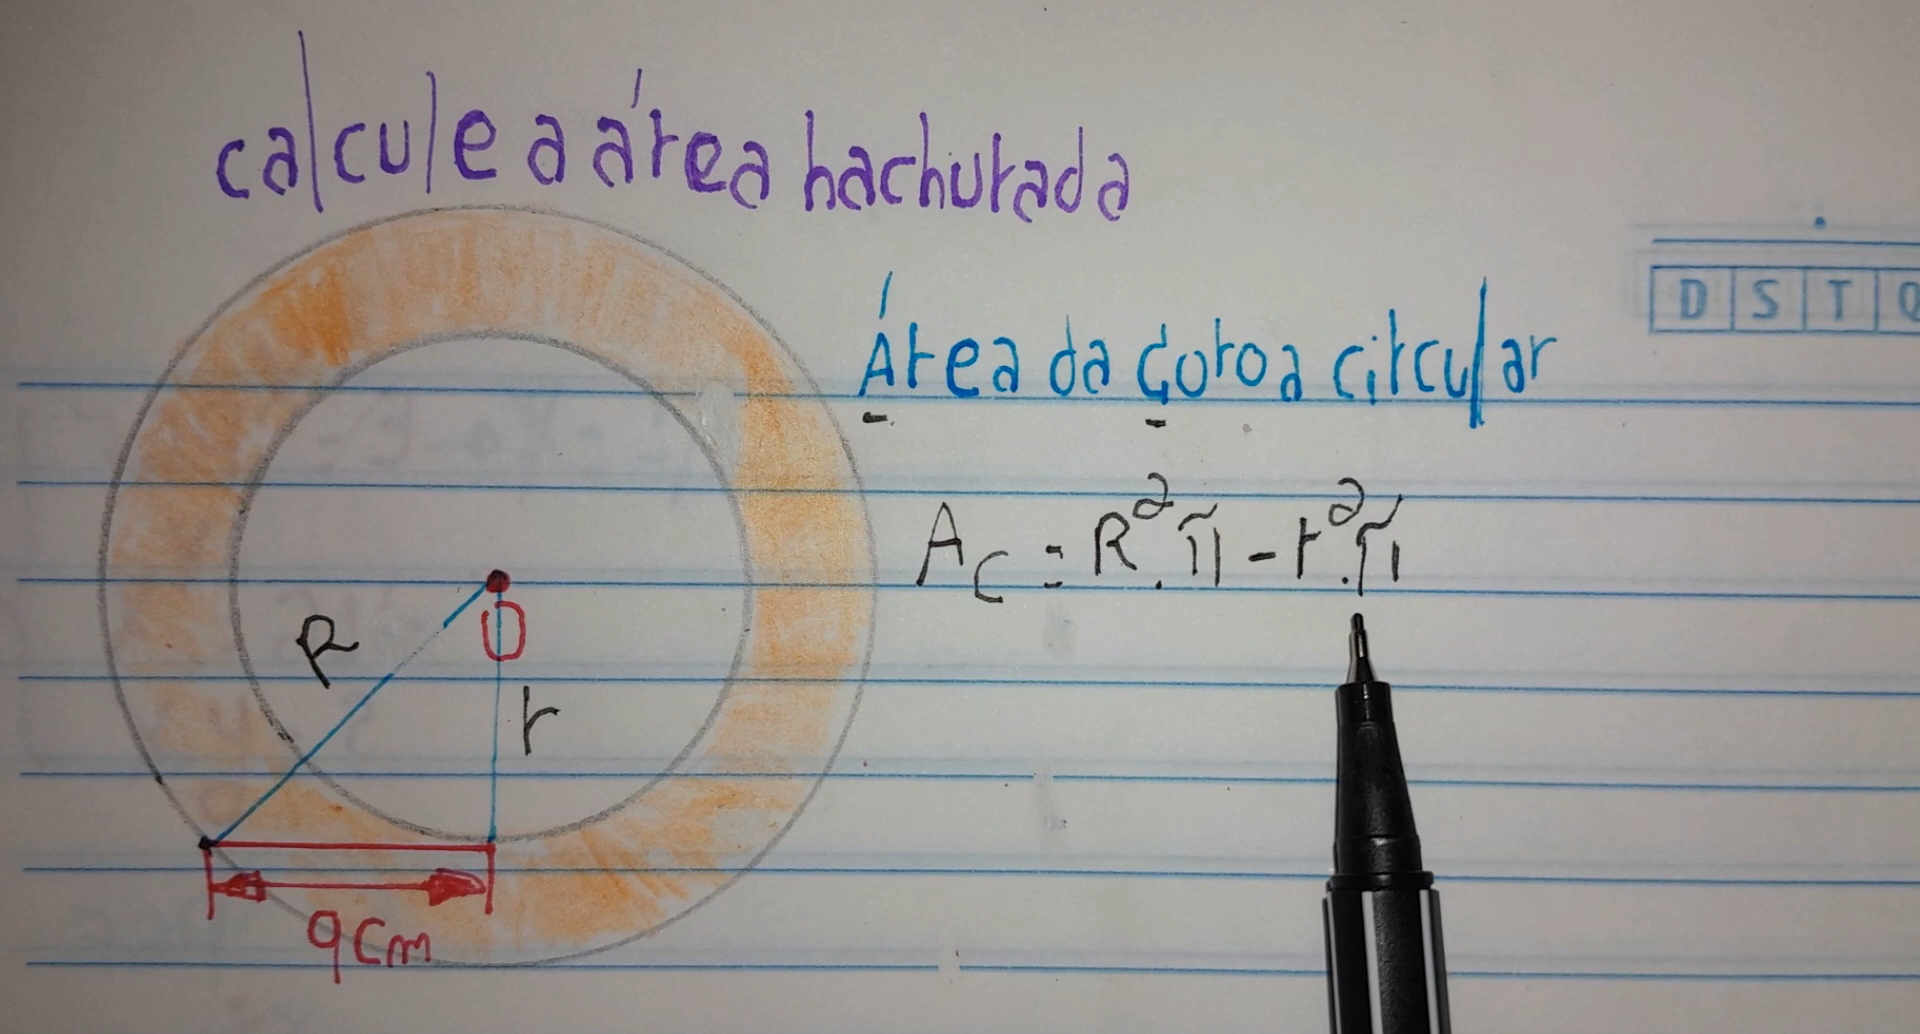 calcule a área hachurada
D S T Q
Área da Coroa circular
A_C = R².π - r².π
O
R
r
9cm